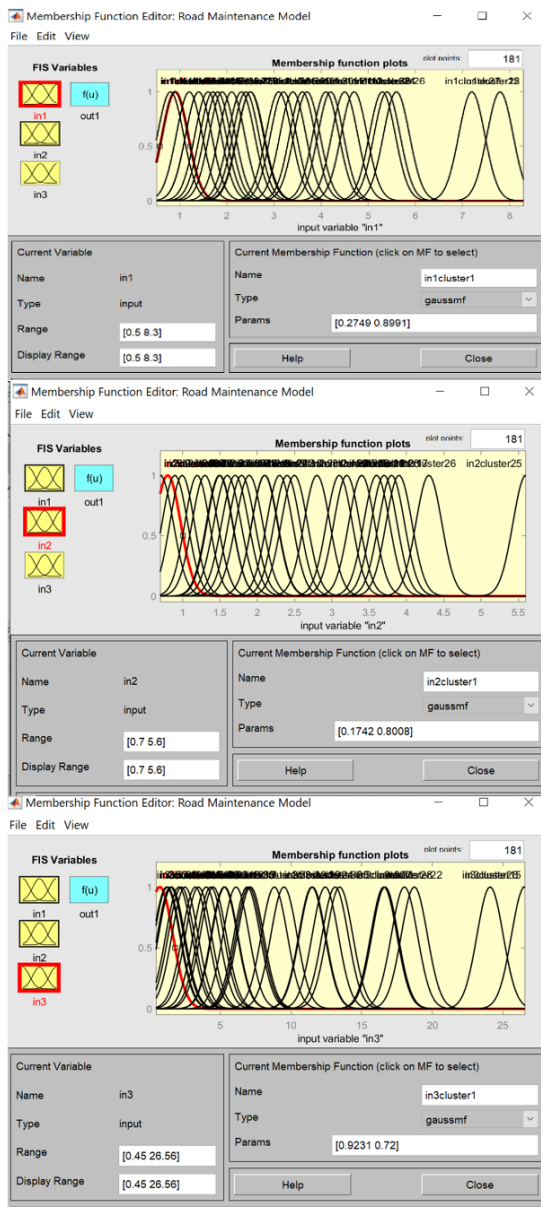 Membership Function Editor: Road Maintenance Model
File Edit View
FIS Variables
Membership function plots
plot points: 181
in1
f(u)
out1
in2
in3
1
0.5
0
1 2 3 4 5 6 7 8
input variable "in1"
Current Variable
Name in1
Type input
Range [0.5 8.3]
Display Range [0.5 8.3]
Current Membership Function (click on MF to select)
Name in1cluster1
Type gaussmf
Params [0.2749 0.8991]
Help Close
Membership Function Editor: Road Maintenance Model
File Edit View
FIS Variables
Membership function plots
plot points: 181
in2cluster25
in1
f(u)
out1
in2
in3
1
0.5
0
1 1.5 2 2.5 3 3.5 4 4.5 5 5.5
input variable "in2"
Current Variable
Name in2
Type input
Range [0.7 5.6]
Display Range [0.7 5.6]
Current Membership Function (click on MF to select)
Name in2cluster1
Type gaussmf
Params [0.1742 0.8008]
Help Close
Membership Function Editor: Road Maintenance Model
File Edit View
FIS Variables
Membership function plots
plot points: 181
in1
f(u)
out1
in2
in3
1
0.5
0
5 10 15 20 25
input variable "in3"
Current Variable
Name in3
Type input
Range [0.45 26.56]
Display Range [0.45 26.56]
Current Membership Function (click on MF to select)
Name in3cluster1
Type gaussmf
Params [0.9231 0.72]
Help Close